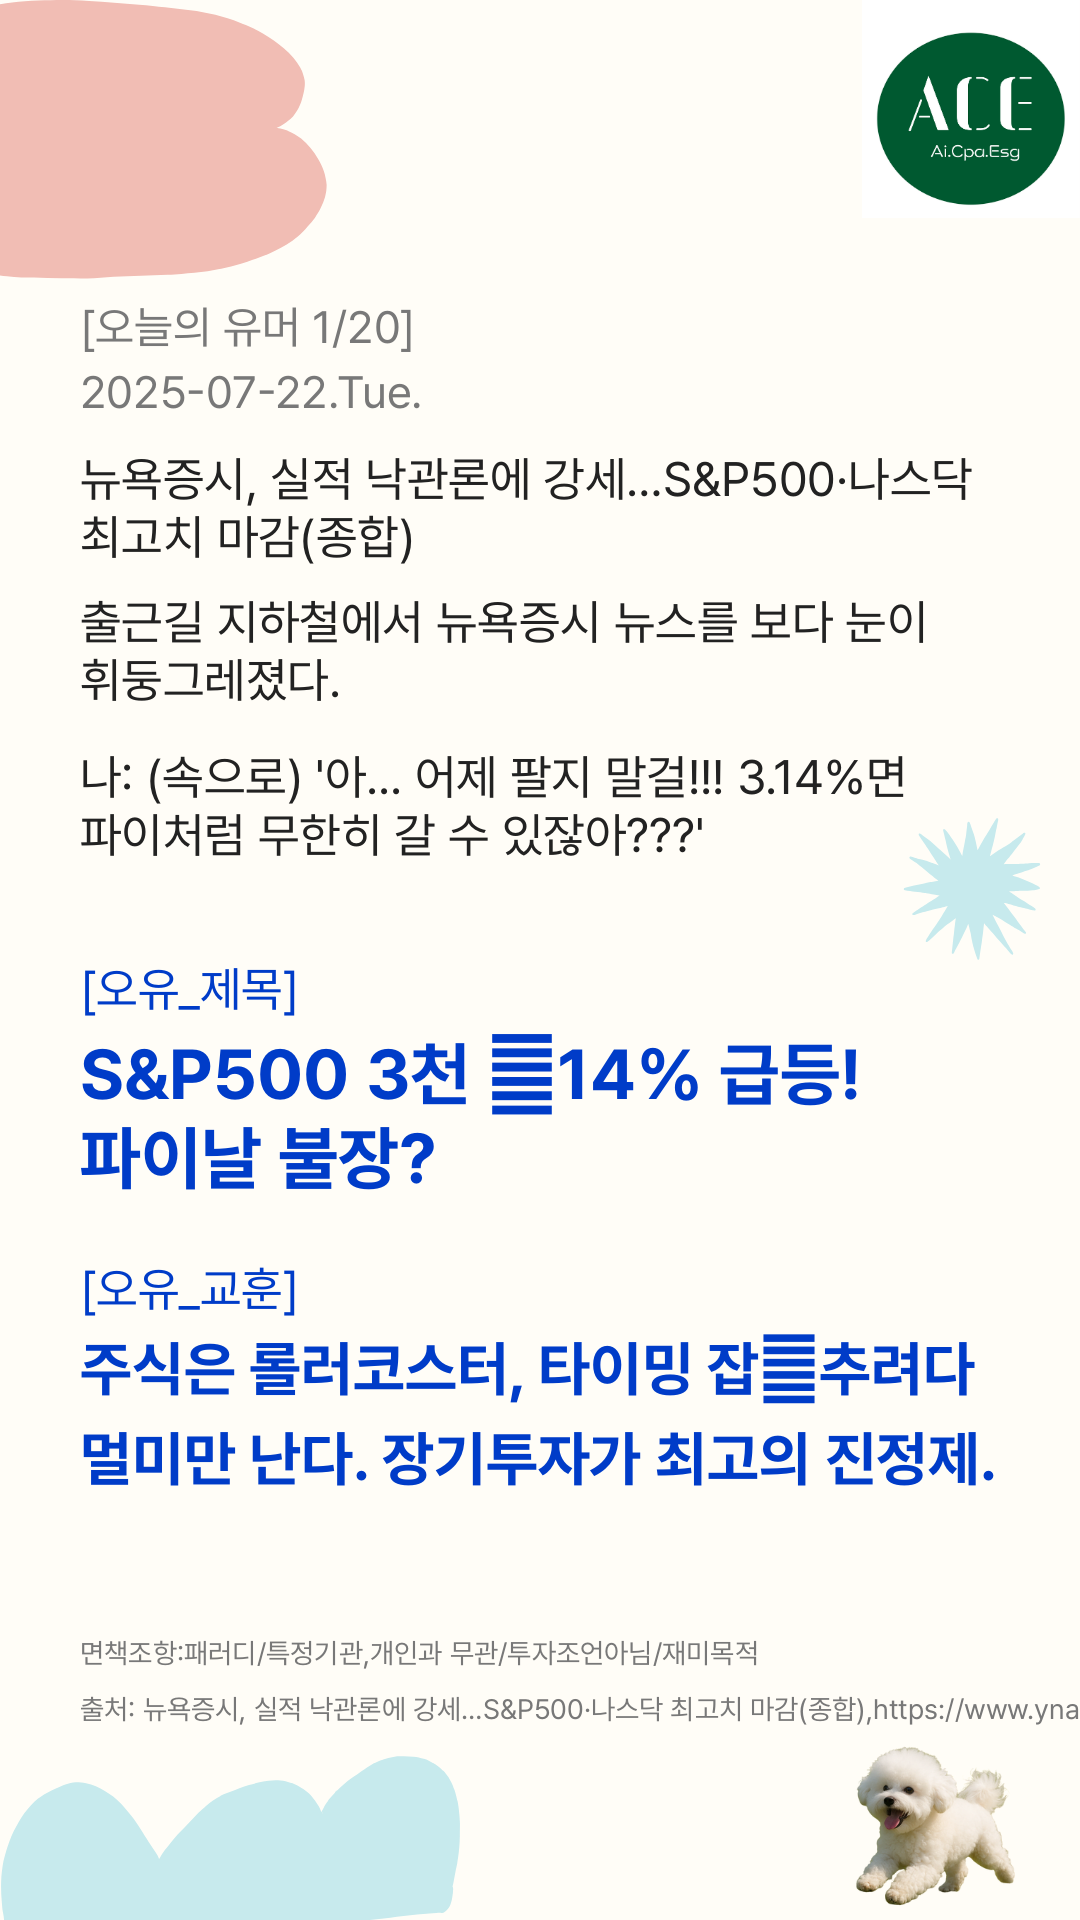 ACE
Ai.Cpa.Esg
[오늘의 유머 1/20]
2025-07-22.Tue.
뉴욕증시, 실적 낙관론에 강세...S&P500·나스닥
최고치 마감(종합)
출근길 지하철에서 뉴욕증시 뉴스를 보다 눈이
휘둥그레졌다.
나: (속으로) '아... 어제 팔지 말걸!!! 3.14%면
파이처럼 무한히 갈 수 있잖아???'
[오유_제목]
S&P500 3천 14% 급등!
파이날 불장?
[오유_교훈]
주식은 롤러코스터, 타이밍 잡추려다
멀미만 난다. 장기투자가 최고의 진정제.
면책조항:패러디/특정기관,개인과 무관/투자조언아님/재미목적
출처: 뉴욕증시, 실적 낙관론에 강세...S&P500·나스닥 최고치 마감(종합),https://www.yna